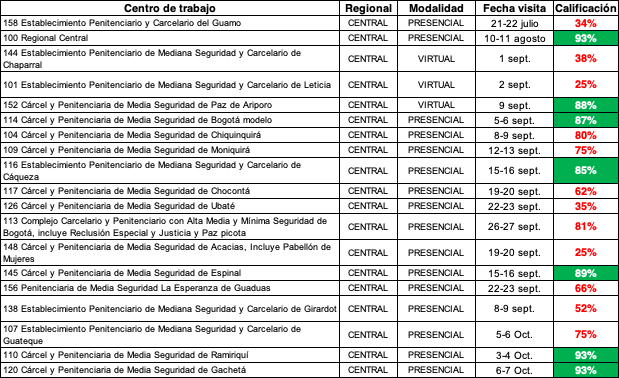 Centro de trabajo Regional Modalidad Fecha visita Calificación
158 Establecimiento Penitenciario y Carcelario del Guamo CENTRAL PRESENCIAL 21-22 julio 34%
100 Regional Central CENTRAL PRESENCIAL 10-11 agosto 93%
144 Establecimiento Penitenciario de Mediana Seguridad y Carcelario de
Chaparral CENTRAL VIRTUAL 1 sept. 38%
101 Establecimiento Penitenciario de Mediana Seguridad y Carcelario de Leticia CENTRAL VIRTUAL 2 sept. 25%
152 Cárcel y Penitenciaria de Media Seguridad de Paz de Ariporo CENTRAL VIRTUAL 9 sept. 88%
114 Cárcel y Penitenciaria de Media Seguridad de Bogotá modelo CENTRAL PRESENCIAL 5-6 sept. 87%
104 Cárcel y Penitenciaria de Media Seguridad de Chiquinquirá CENTRAL PRESENCIAL 8-9 sept. 80%
109 Cárcel y Penitenciaria de Media Seguridad de Moniquirá CENTRAL PRESENCIAL 12-13 sept. 75%
116 Establecimiento Penitenciario de Mediana Seguridad y Carcelario de
Cáqueza CENTRAL PRESENCIAL 15-16 sept. 85%
117 Cárcel y Penitenciaria de Media Seguridad de Chocontá CENTRAL PRESENCIAL 19-20 sept. 62%
126 Cárcel y Penitenciaria de Media Seguridad de Ubaté CENTRAL PRESENCIAL 22-23 sept. 35%
113 Complejo Carcelario y Penitenciario con Alta Media y Mínima Seguridad de
Bogotá, incluye Reclusión Especial y Justicia y Paz picota CENTRAL PRESENCIAL 26-27 sept. 81%
148 Cárcel y Penitenciaria de Media Seguridad de Acacias, Incluye Pabellón de
Mujeres CENTRAL PRESENCIAL 19-20 sept. 25%
145 Cárcel y Penitenciaria de Media Seguridad de Espinal CENTRAL PRESENCIAL 15-16 sept. 89%
156 Penitenciaria de Media Seguridad La Esperanza de Guaduas CENTRAL PRESENCIAL 22-23 sept. 66%
138 Establecimiento Penitenciario de Mediana Seguridad y Carcelario de Girardot CENTRAL PRESENCIAL 8-9 sept. 52%
107 Establecimiento Penitenciario de Mediana Seguridad y Carcelario de
Guateque CENTRAL PRESENCIAL 5-6 Oct. 75%
110 Cárcel y Penitenciaria de Media Seguridad de Ramiriquí CENTRAL PRESENCIAL 3-4 Oct. 93%
120 Cárcel y Penitenciaria de Media Seguridad de Gachetá CENTRAL PRESENCIAL 6-7 Oct. 93%